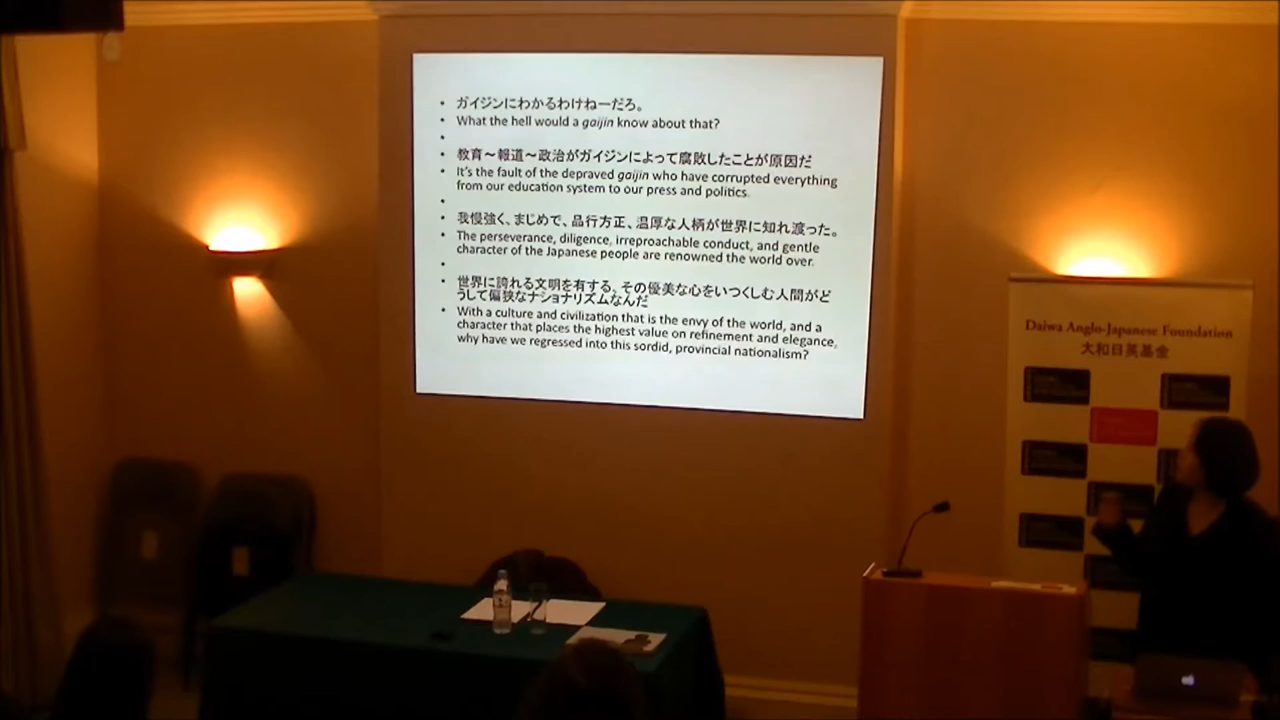 • ガイジンにわかるわけねーだろ。
• What the hell would a gaijin know about that?
•
• 教育～報道～政治がガイジンによって腐敗したことが原因だ
• It's the fault of the depraved gaijin who have corrupted everything
from our education system to our press and politics.
•
• 我慢強く、まじめで、品行方正、温厚な人柄が世界に知れ渡った。
• The perseverance, diligence, irreproachable conduct, and gentle
character of the Japanese people are renowned the world over.
•
• 世界に誇れる文明を有する，その優美な心をいつくしむ人間がど
うして偏狭なナショナリズムなんだ
• With a culture and civilization that is the envy of the world, and a
character that places the highest value on refinement and elegance,
why have we regressed into this sordid, provincial nationalism?
Daiwa Anglo-Japanese Foundation
大和日英基金